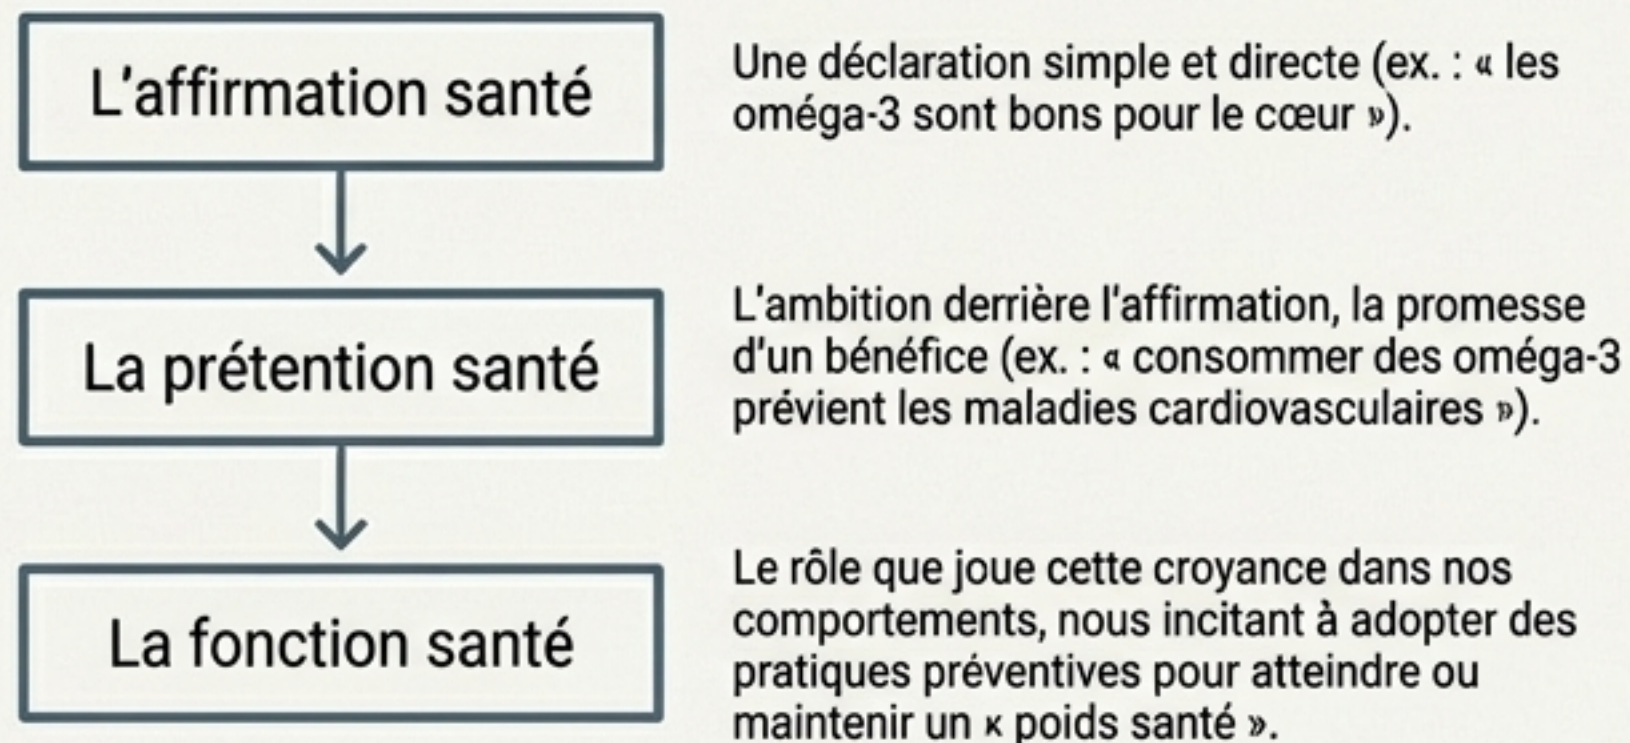 L'affirmation santé
Une déclaration simple et directe (ex. : « les
oméga-3 sont bons pour le cœur »).
La prétention santé
L'ambition derrière l'affirmation, la promesse
d'un bénéfice (ex. : « consommer des oméga-3
prévient les maladies cardiovasculaires »).
La fonction santé
Le rôle que joue cette croyance dans nos
comportements, nous incitant à adopter des
pratiques préventives pour atteindre ou
maintenir un « poids santé ».